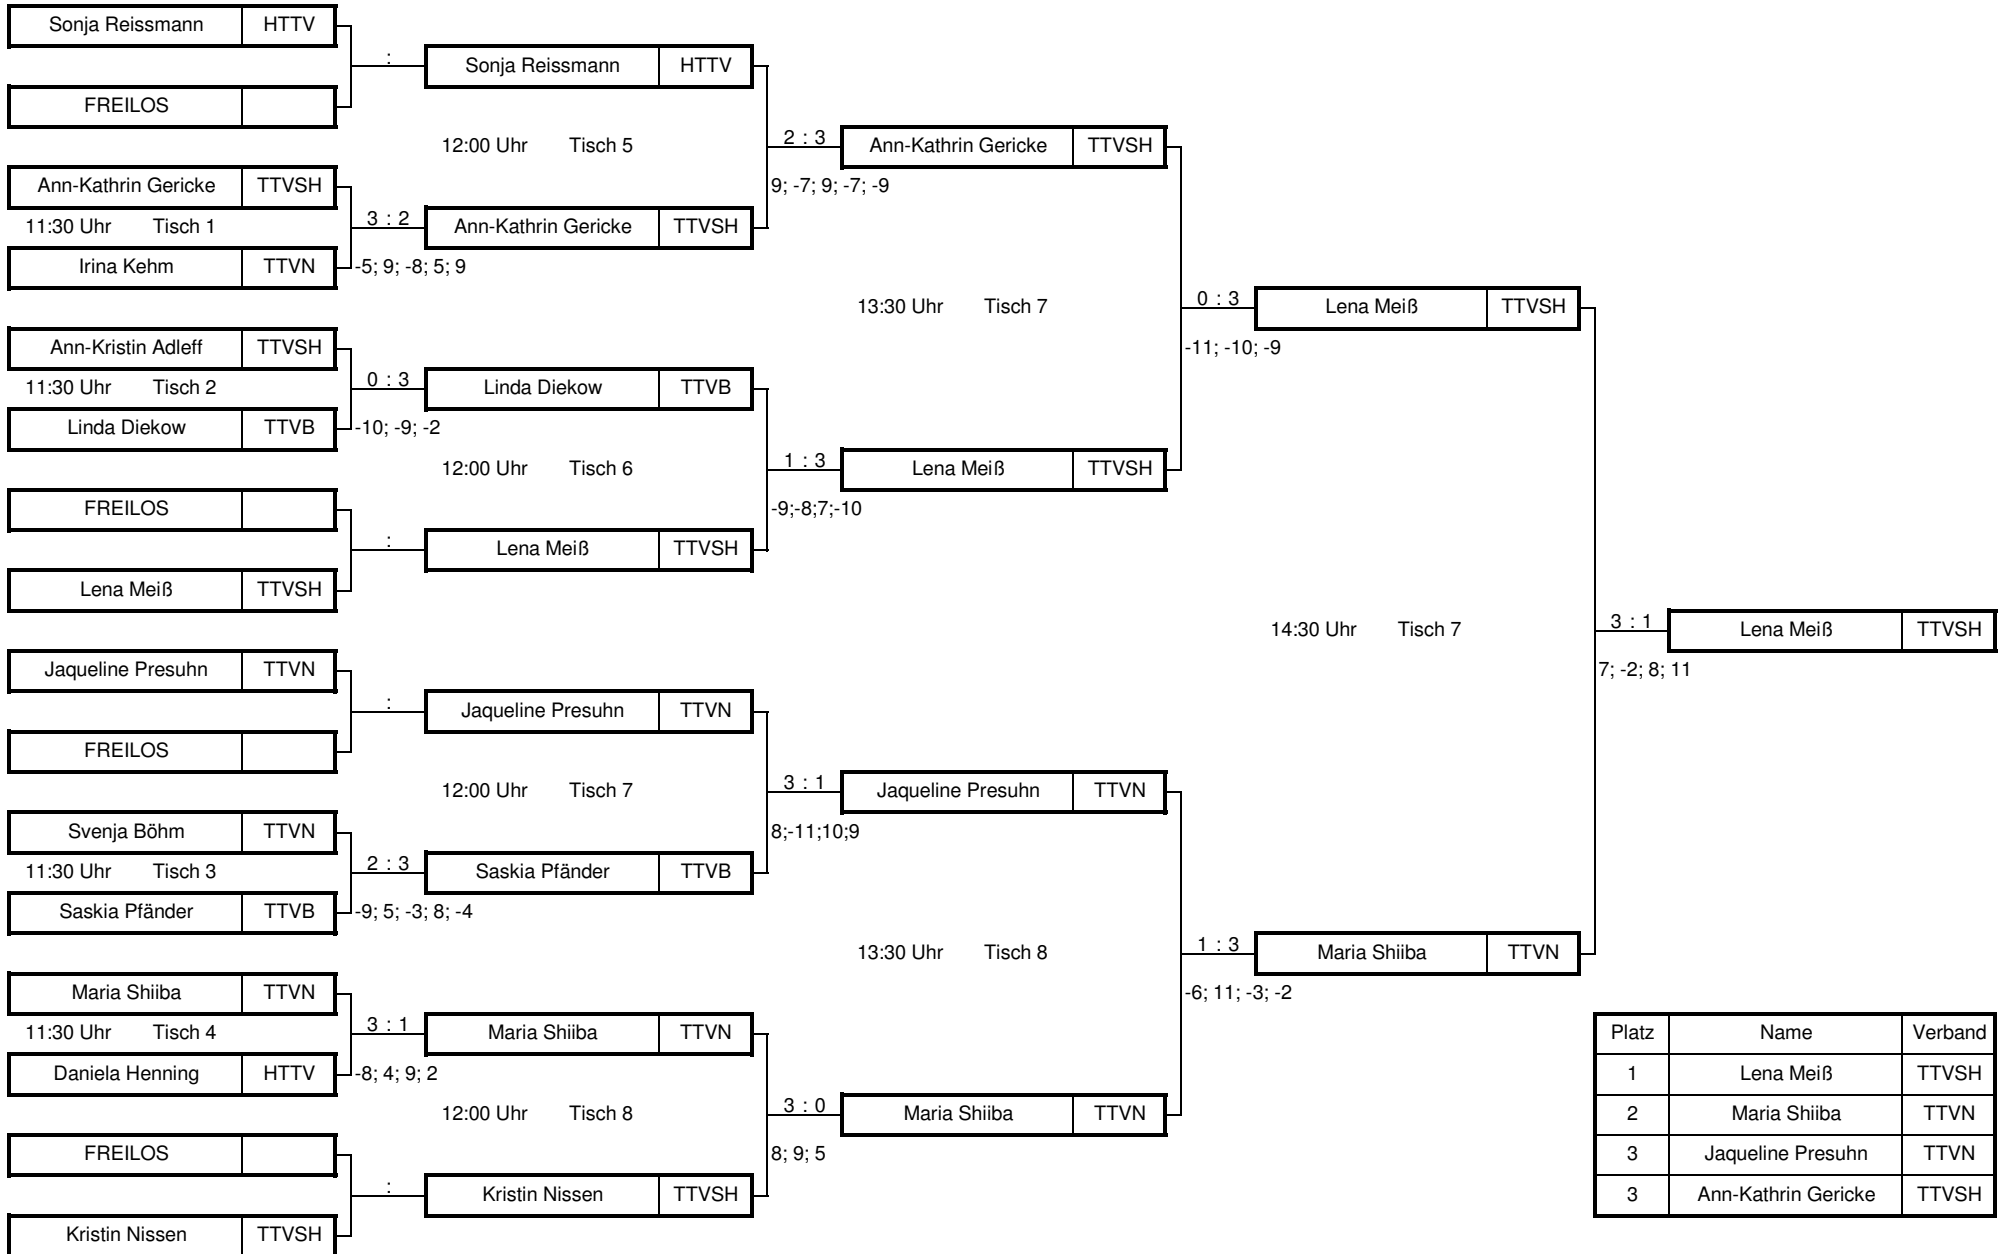 Sonja Reissmann HTTV
:
Sonja Reissmann HTTV
FREILOS
12:00 Uhr Tisch 5
2 : 3
Ann-Kathrin Gericke TTVSH
9; -7; 9; -7; -9
Ann-Kathrin Gericke TTVSH
11:30 Uhr Tisch 1
3 : 2
Ann-Kathrin Gericke TTVSH
Irina Kehm TTVN
-5; 9; -8; 5; 9
13:30 Uhr Tisch 7
0 : 3
Lena Meiß TTVSH
-11; -10; -9
Ann-Kristin Adleff TTVSH
11:30 Uhr Tisch 2
0 : 3
Linda Diekow TTVB
Linda Diekow TTVB
-10; -9; -2
12:00 Uhr Tisch 6
1 : 3
Lena Meiß TTVSH
-9;-8;7;-10
FREILOS
:
Lena Meiß TTVSH
Lena Meiß TTVSH
14:30 Uhr Tisch 7
3 : 1
Lena Meiß TTVSH
7; -2; 8; 11
Jaqueline Presuhn TTVN
:
Jaqueline Presuhn TTVN
FREILOS
12:00 Uhr Tisch 7
3 : 1
Jaqueline Presuhn TTVN
8;-11;10;9
Svenja Böhm TTVN
11:30 Uhr Tisch 3
2 : 3
Saskia Pfänder TTVB
Saskia Pfänder TTVB
-9; 5; -3; 8; -4
13:30 Uhr Tisch 8
1 : 3
Maria Shiiba TTVN
-6; 11; -3; -2
Maria Shiiba TTVN
11:30 Uhr Tisch 4
3 : 1
Maria Shiiba TTVN
Daniela Henning HTTV
-8; 4; 9; 2
12:00 Uhr Tisch 8
3 : 0
Maria Shiiba TTVN
8; 9; 5
FREILOS
:
Kristin Nissen TTVSH
Kristin Nissen TTVSH
Platz Name Verband
1 Lena Meiß TTVSH
2 Maria Shiiba TTVN
3 Jaqueline Presuhn TTVN
3 Ann-Kathrin Gericke TTVSH